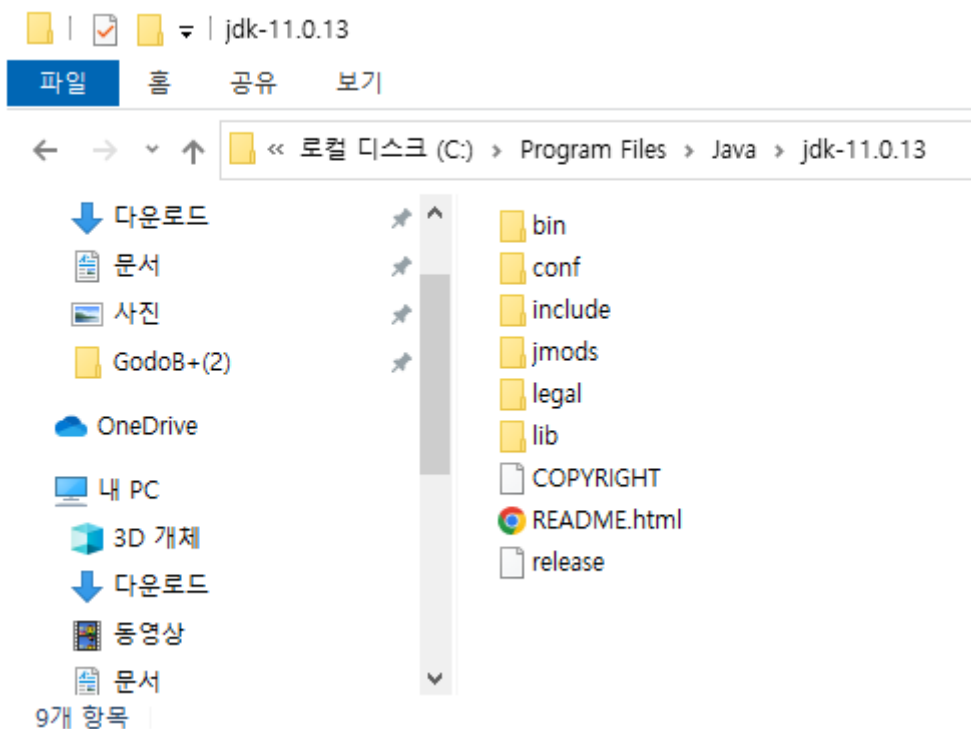 jdk-11.0.13
파일 홈 공유 보기
« 로컬 디스크 (C:) › Program Files › Java › jdk-11.0.13
다운로드
문서
사진
GodoB+(2)
OneDrive
내 PC
3D 개체
다운로드
동영상
문서
bin
conf
include
jmods
legal
lib
COPYRIGHT
README.html
release
9개 항목